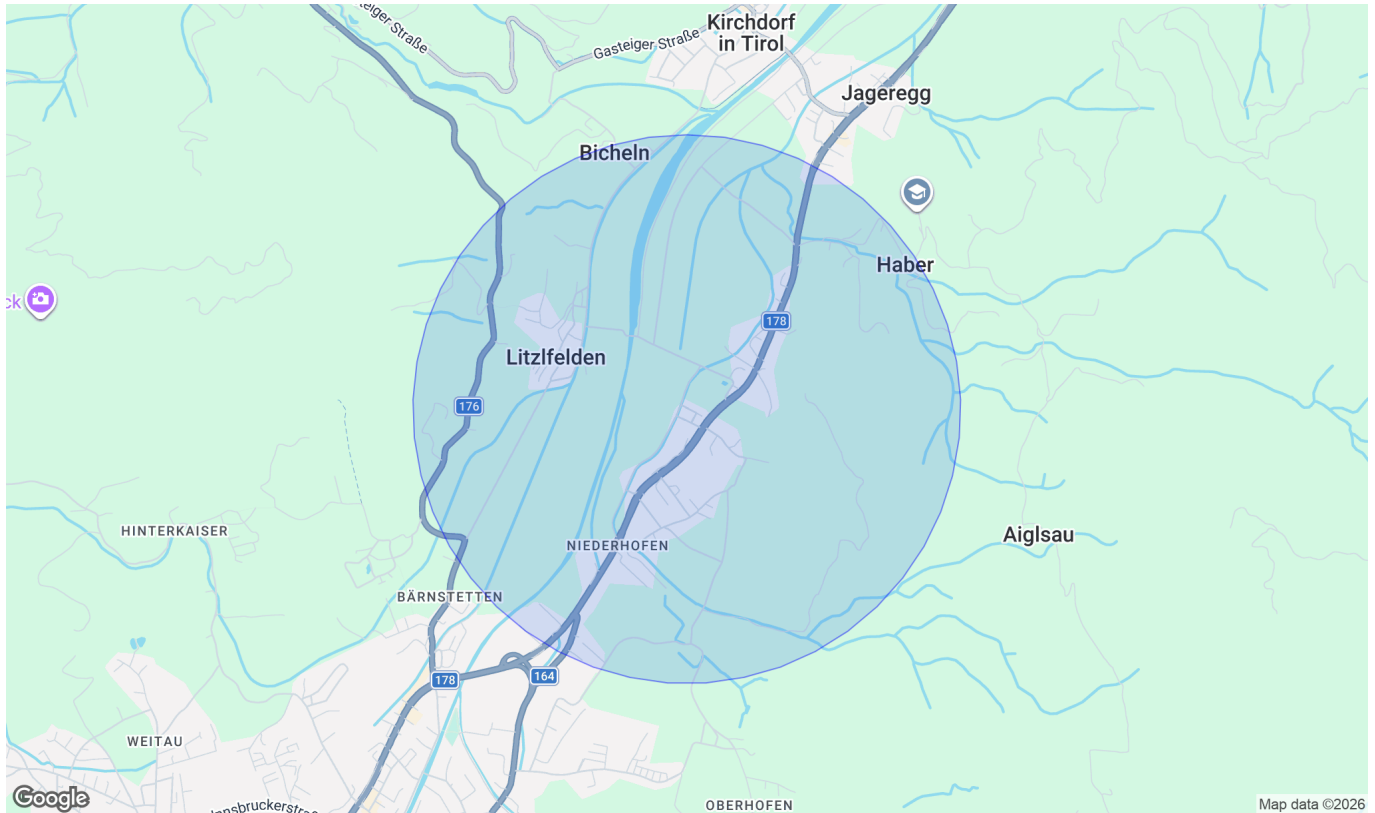 Straße
Gasteiger Straße
Kirchdorf
in Tirol
Jageregg
Bicheln
Haber
178
Litzlfelden
176
HINTERKAISER
NIEDERHOFEN
Aiglsau
BÄRNSTETTEN
178
164
WEITAU
OBERHOFEN
Google
Map data ©2026